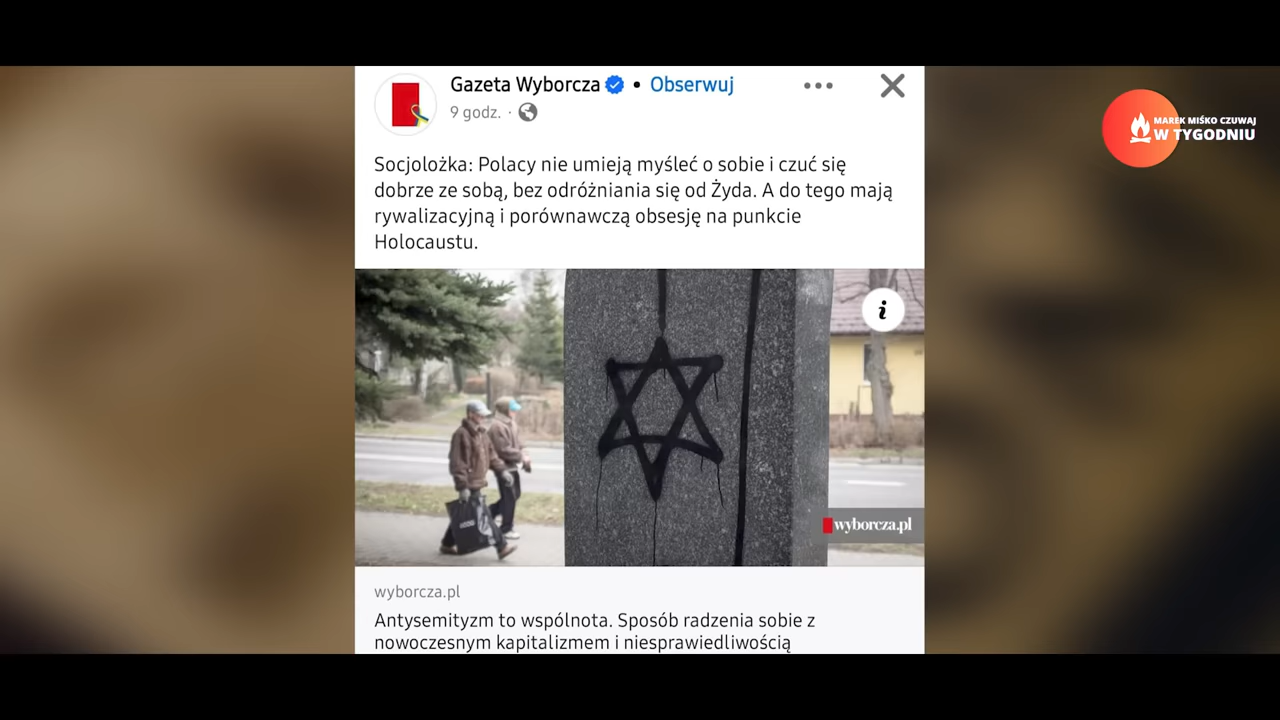 Gazeta Wyborcza • Obserwuj
9 godz. ·
MAREK MIŚKO CZUWAJ
W TYGODNIU
Socjolożka: Polacy nie umieją myśleć o sobie i czuć się
dobrze ze sobą, bez odróżniania się od Żyda. A do tego mają
rywalizacyjną i porównawczą obsesję na punkcie
Holocaustu.
i
wyborcza.pl
wyborcza.pl
Antysemityzm to wspólnota. Sposób radzenia sobie z
nowoczesnym kapitalizmem i niesprawiedliwością